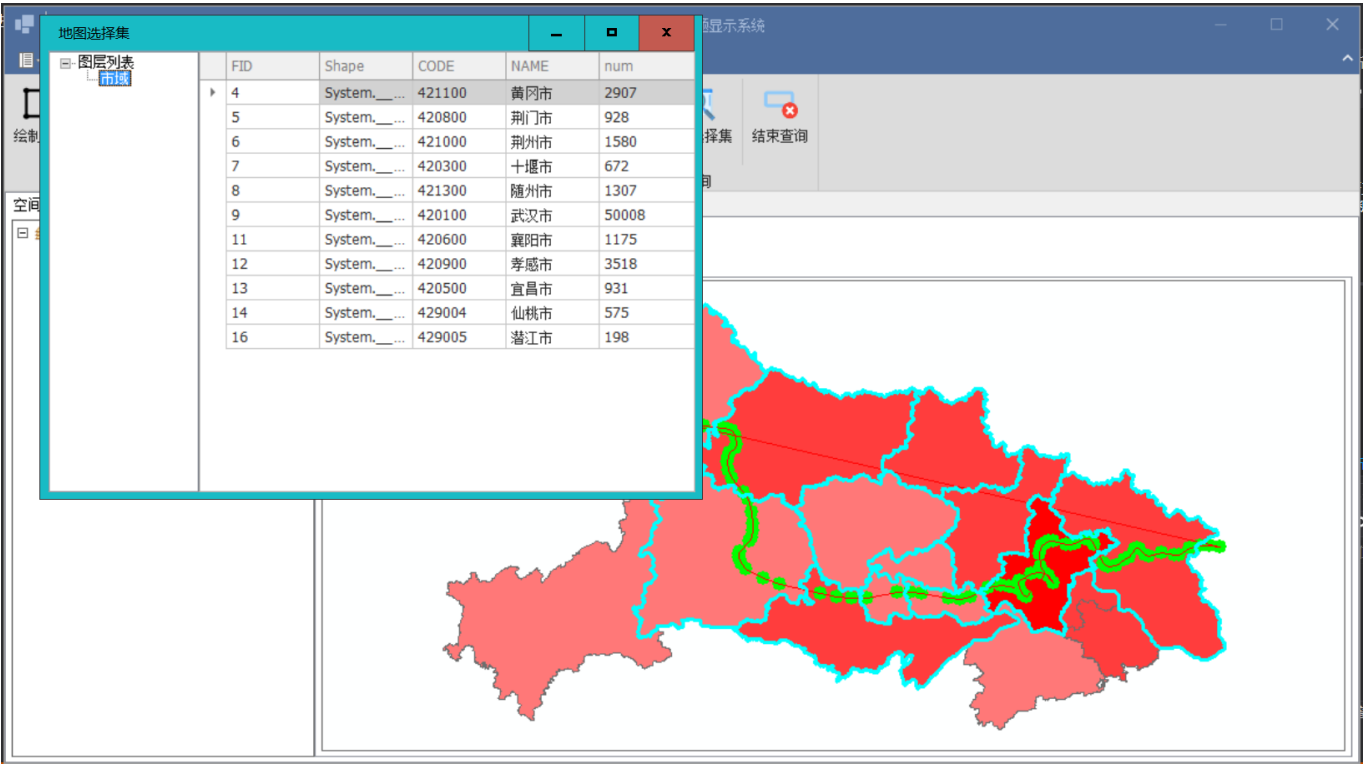 地图选择集
显示系统
图层列表
市域
FID Shape CODE NAME num
4 System.__... 421100 黄冈市 2907
5 System.__... 420800 荆门市 928
6 System.__... 421000 荆州市 1580
7 System.__... 420300 十堰市 672
8 System.__... 421300 随州市 1307
9 System.__... 420100 武汉市 50008
11 System.__... 420600 襄阳市 1175
12 System.__... 420900 孝感市 3518
13 System.__... 420500 宜昌市 931
14 System.__... 429004 仙桃市 575
16 System.__... 429005 潜江市 198
绘制
择集
结束查询
空间